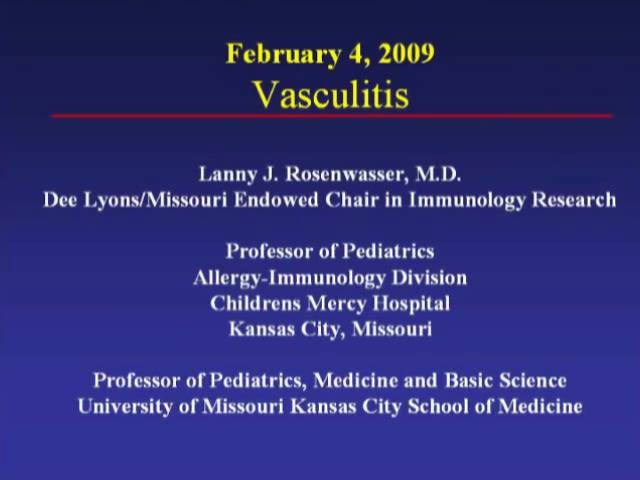 February 4, 2009
Vasculitis
Lanny J. Rosenwasser, M.D.
Dee Lyons/Missouri Endowed Chair in Immunology Research
Professor of Pediatrics
Allergy-Immunology Division
Childrens Mercy Hospital
Kansas City, Missouri
Professor of Pediatrics, Medicine and Basic Science
University of Missouri Kansas City School of Medicine